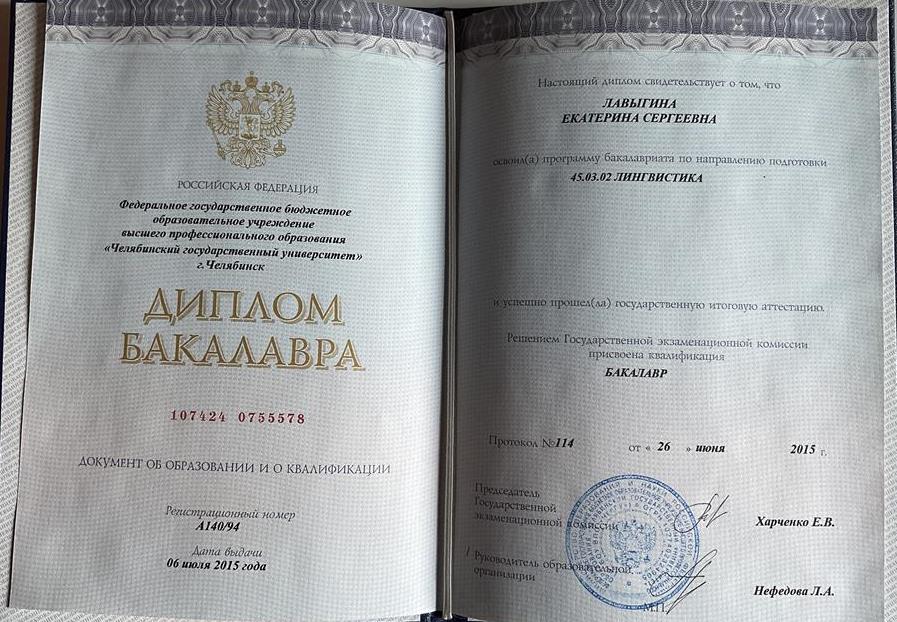 РОССИЙСКАЯ ФЕДЕРАЦИЯ
Федеральное государственное бюджетное
образовательное учреждение
высшего профессионального образования
«Челябинский государственный университет»
г.Челябинск
ДИПЛОМ
БАКАЛАВРА
107424 0755578
ДОКУМЕНТ ОБ ОБРАЗОВАНИИ И О КВАЛИФИКАЦИИ
Регистрационный номер
А140/94
Дата выдачи
06 июля 2015 года
Настоящий диплом свидетельствует о том, что
ЛАВЫГИНА
ЕКАТЕРИНА СЕРГЕЕВНА
освоил(а) программу бакалавриата по направлению подготовки
45.03.02 ЛИНГВИСТИКА
и успешно прошел(ла) государственную итоговую аттестацию.
Решением Государственной экзаменационной комиссии
присвоена квалификация
БАКАЛАВР
Протокол №114 от « 26 » июня 2015 г.
Председатель
Государственной
экзаменационной комиссии
Харченко Е.В.
Руководитель образовательной
организации
Нефедова Л.А.
М.П.